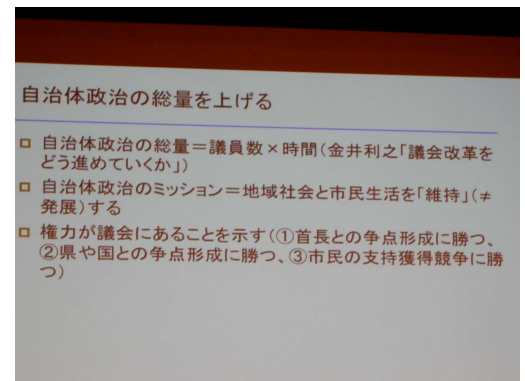 自治体政治の総量を上げる
自治体政治の総量＝議員数×時間(金井利之「議会改革を
どう進めていくか」)
自治体政治のミッション＝地域社会と市民生活を「維持」(≠
発展)する
権力が議会にあることを示す(①首長との争点形成に勝つ、
②県や国との争点形成に勝つ、③市民の支持獲得競争に勝
つ)